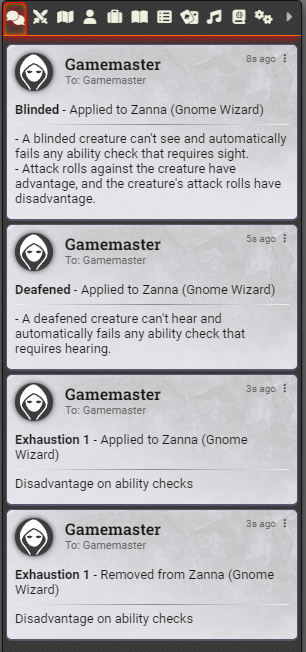 Gamemaster
8s ago
To: Gamemaster
Blinded - Applied to Zanna (Gnome Wizard)
- A blinded creature can't see and automatically
fails any ability check that requires sight.
- Attack rolls against the creature have
advantage, and the creature's attack rolls have
disadvantage.
Gamemaster
5s ago
To: Gamemaster
Deafened - Applied to Zanna (Gnome Wizard)
- A deafened creature can't hear and
automatically fails any ability check that
requires hearing.
Gamemaster
3s ago
To: Gamemaster
Exhaustion 1 - Applied to Zanna (Gnome
Wizard)
Disadvantage on ability checks
Gamemaster
3s ago
To: Gamemaster
Exhaustion 1 - Removed from Zanna (Gnome
Wizard)
Disadvantage on ability checks